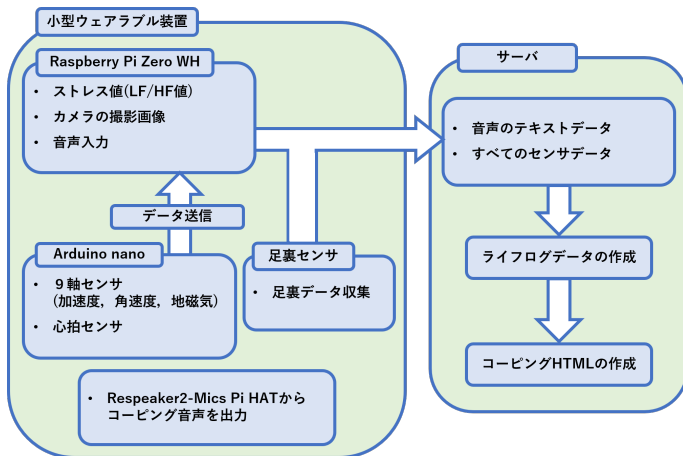 小型ウェアラブル装置
Raspberry Pi Zero WH
• ストレス値(LF/HF値)
• カメラの撮影画像
• 音声入力
データ送信
Arduino nano
• ９軸センサ
(加速度，角速度，地磁気)
• 心拍センサ
足裏センサ
• 足裏データ収集
• Respeaker2-Mics Pi HATから
コーピング音声を出力
サーバ
• 音声のテキストデータ
• すべてのセンサデータ
ライフログデータの作成
コーピングHTMLの作成